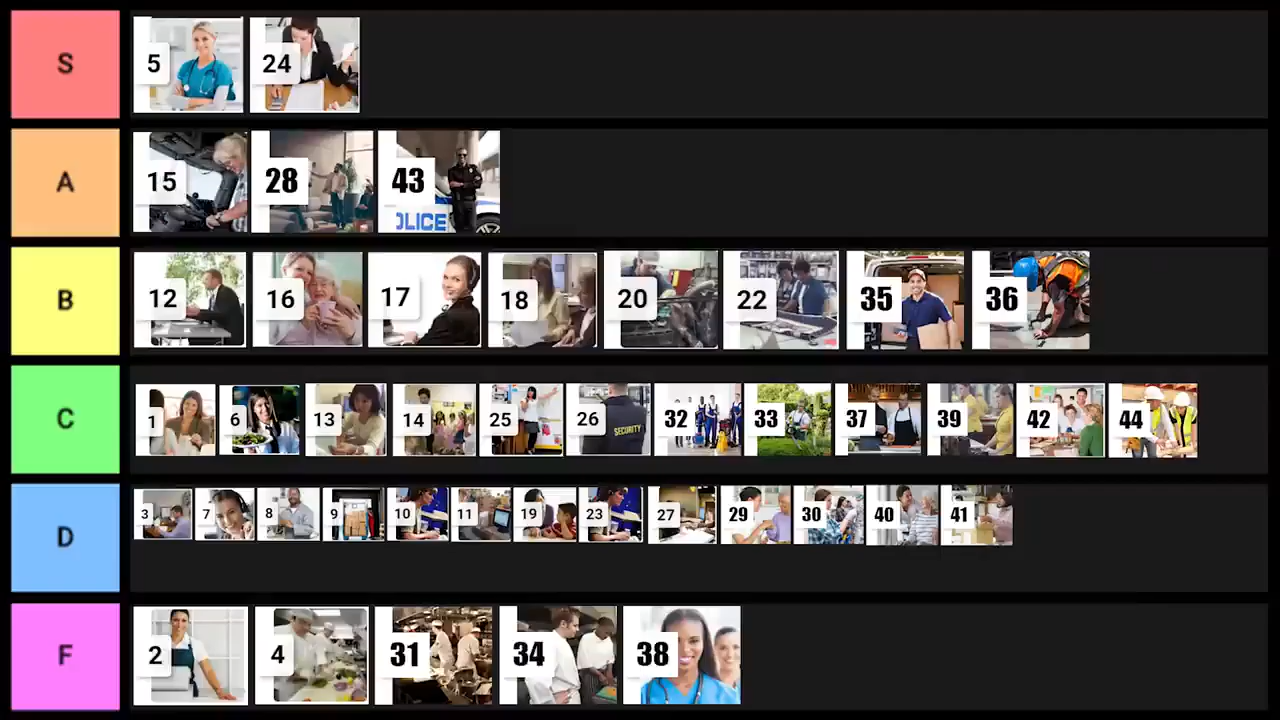 S
5 24
A
15 28 43
OLICE
B
12 16 17 18 20 22 35 36
C
1 6 13 14 25 26 32 33 37 39 42 44
SECURITY
D
3 7 8 9 10 11 19 23 27 29 30 40 41
F
2 4 31 34 38